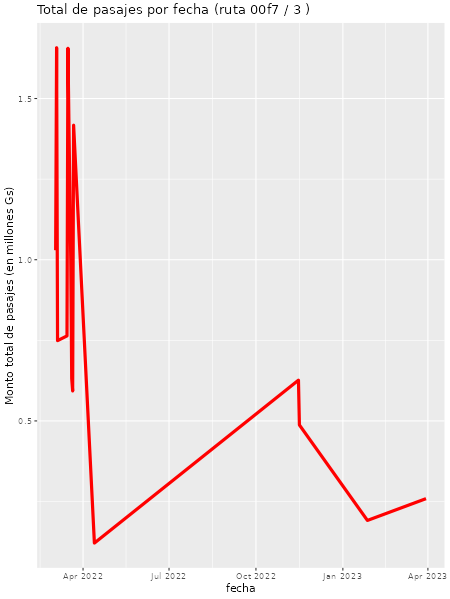 Total de pasajes por fecha (ruta 00f7 / 3 )
Monto total de pasajes (en millones Gs)
1.5
1.0
0.5
Apr 2022
Jul 2022
Oct 2022
Jan 2023
Apr 2023
fecha